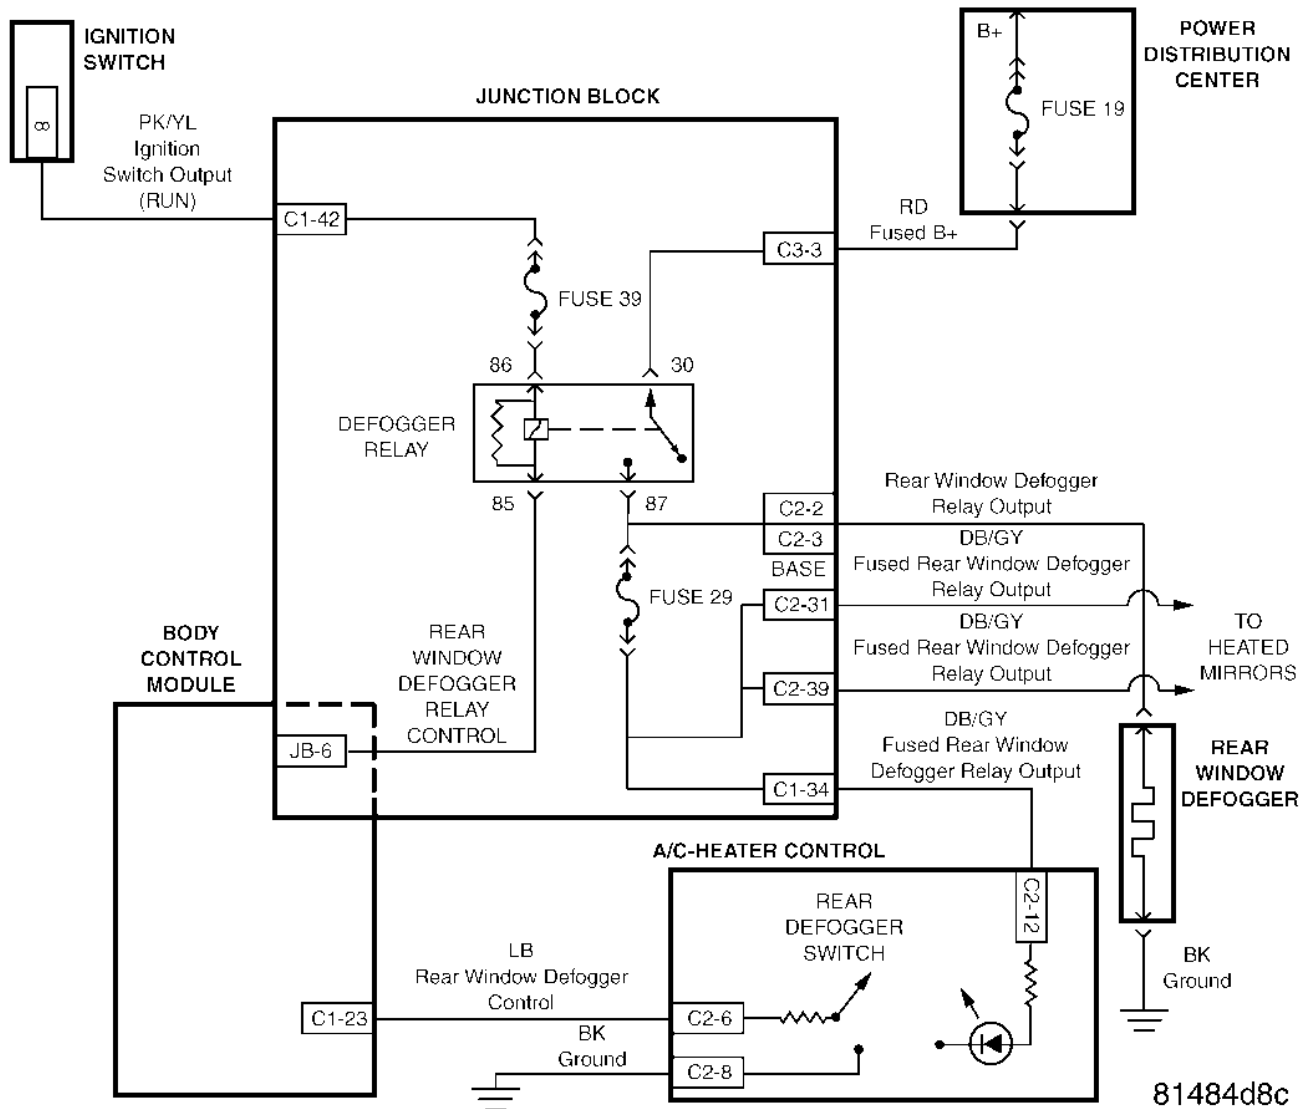 IGNITION
SWITCH
8
PK/YL
Ignition
Switch Output
(RUN)
JUNCTION BLOCK
B+
FUSE 19
POWER
DISTRIBUTION
CENTER
RD
Fused B+
C1-42
C3-3
FUSE 39
86
30
DEFOGGER
RELAY
85
87
C2-2
C2-3
BASE
Rear Window Defogger
Relay Output
DB/GY
Fused Rear Window Defogger
Relay Output
FUSE 29
C2-31
DB/GY
Fused Rear Window Defogger
Relay Output
C2-39
TO
HEATED
MIRRORS
BODY
CONTROL
MODULE
REAR
WINDOW
DEFOGGER
RELAY
CONTROL
JB-6
DB/GY
Fused Rear Window
Defogger Relay Output
C1-34
REAR
WINDOW
DEFOGGER
A/C-HEATER CONTROL
REAR
DEFOGGER
SWITCH
C2-12
LB
Rear Window Defogger
Control
C1-23
C2-6
BK
Ground
C2-8
BK
Ground
81484d8c